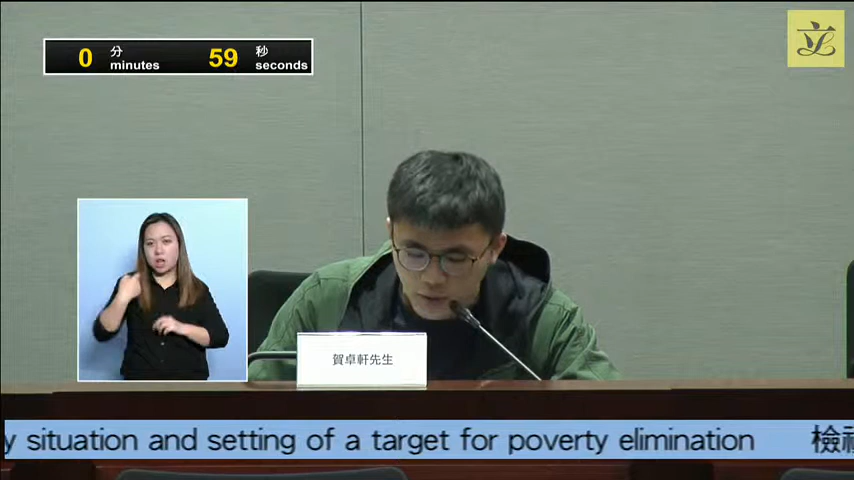 0 分 minutes 59 秒 seconds
賀卓軒先生
y situation and setting of a target for poverty elimination 檢